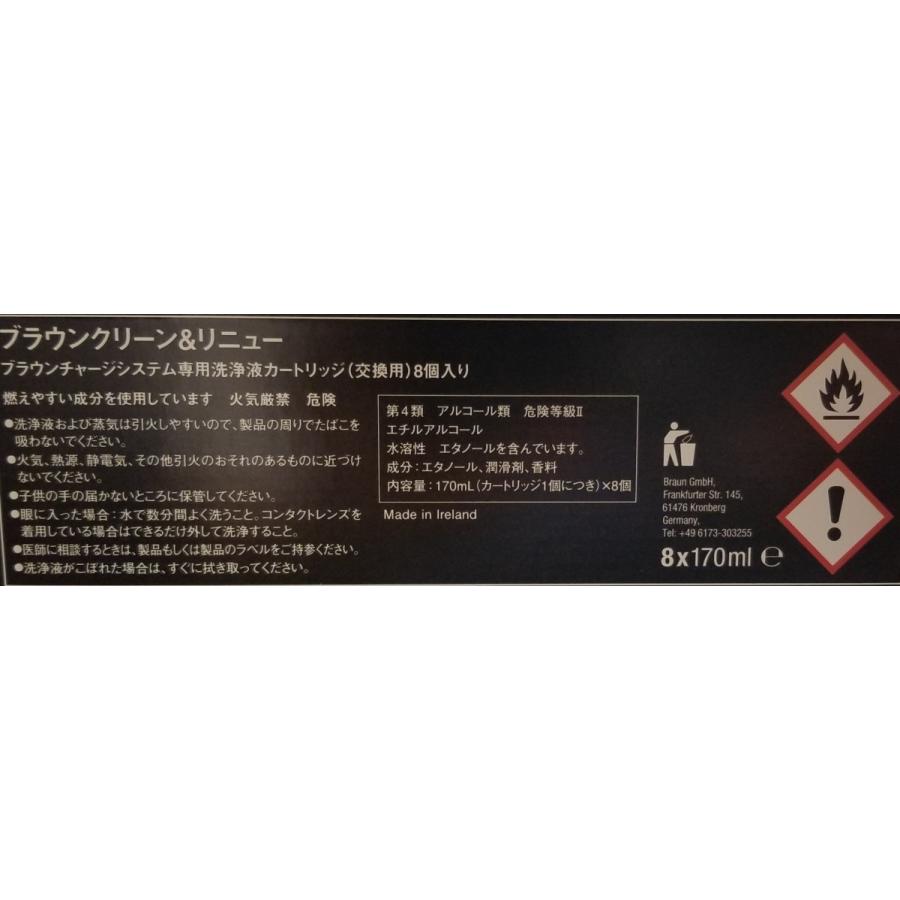 ブラウンクリーン&リニュー
ブラウンチャージシステム専用洗浄液カートリッジ(交換用)8個入り
燃えやすい成分を使用しています 火気厳禁 危険
●洗浄液および蒸気は引火しやすいので、製品の周りでたばこを
吸わないでください。
●火気、熱源、静電気、その他引火のおそれのあるものに近づけ
ないでください。
●子供の手の届かないところに保管してください。
●眼に入った場合:水で数分間よく洗うこと。コンタクトレンズを
着用している場合はできるだけ外して洗浄すること。
●医師に相談するときは、製品もしくは製品のラベルをご持参ください。
●洗浄液がこぼれた場合は、すぐに拭き取ってください。
第4類 アルコール類 危険等級Ⅱ
エチルアルコール
水溶性 エタノールを含んでいます。
成分:エタノール、潤滑剤、香料
内容量:170mL(カートリッジ1個につき)×8個
Made in Ireland
Braun GmbH,
Frankfurter Str. 145,
61476 Kronberg
Germany,
Tel: +49 6173-303255
8x170ml ℮